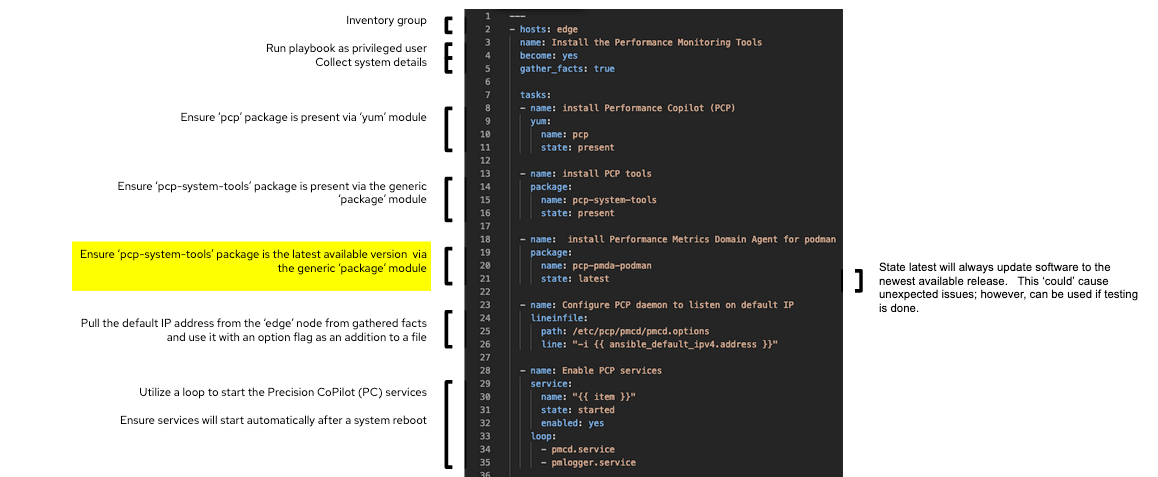 Inventory group
Run playbook as privileged user
Collect system details
Ensure ‘pcp’ package is present via ‘yum’ module
Ensure ‘pcp-system-tools’ package is present via the generic
‘package’ module
Ensure ‘pcp-system-tools’ package is the latest available version  via
the generic ‘package’ module
Pull the default IP address from the ‘edge’ node from gathered facts
and use it with an option flag as an addition to a file
Utilize a loop to start the Precision CoPilot (PC) services
Ensure services will start automatically after a system reboot
1 ---
2 - hosts: edge
3   name: Install the Performance Monitoring Tools
4   become: yes
5   gather_facts: true
6
7   tasks:
8   - name: install Performance Copilot (PCP)
9     yum:
10       name: pcp
11       state: present
12
13   - name: install PCP tools
14     package:
15       name: pcp-system-tools
16       state: present
17
18   - name:  install Performance Metrics Domain Agent for podman
19     package:
20       name: pcp-pmda-podman
21       state: latest
22
23   - name: Configure PCP daemon to listen on default IP
24     lineinfile:
25       path: /etc/pcp/pmcd/pmcd.options
26       line: "-i {{ ansible_default_ipv4.address }}"
27
28   - name: Enable PCP services
29     service:
30       name: "{{ item }}"
31       state: started
32       enabled: yes
33     loop:
34       - pmcd.service
35       - pmlogger.service
36
State latest will always update software to the
newest available release.   This ‘could’ cause
unexpected issues; however, can be used if testing
is done.